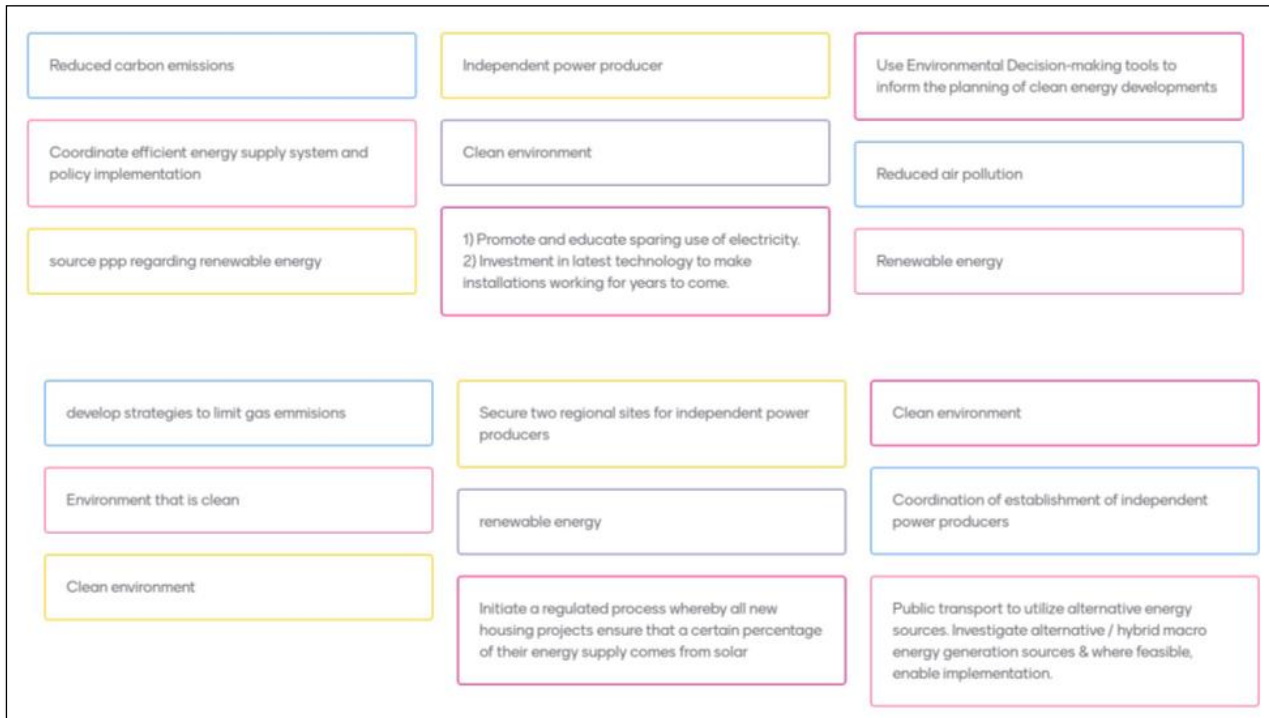 Reduced carbon emissions
Coordinate efficient energy supply system and
policy implementation
source ppp regarding renewable energy
Independent power producer
Clean environment
1) Promote and educate sparing use of electricity.
2) Investment in latest technology to make
installations working for years to come.
Use Environmental Decision-making tools to
inform the planning of clean energy developments
Reduced air pollution
Renewable energy
develop strategies to limit gas emmisions
Environment that is clean
Clean environment
Secure two regional sites for independent power
producers
renewable energy
Initiate a regulated process whereby all new
housing projects ensure that a certain percentage
of their energy supply comes from solar
Clean environment
Coordination of establishment of independent
power producers
Public transport to utilize alternative energy
sources. Investigate alternative / hybrid macro
energy generation sources & where feasible,
enable implementation.